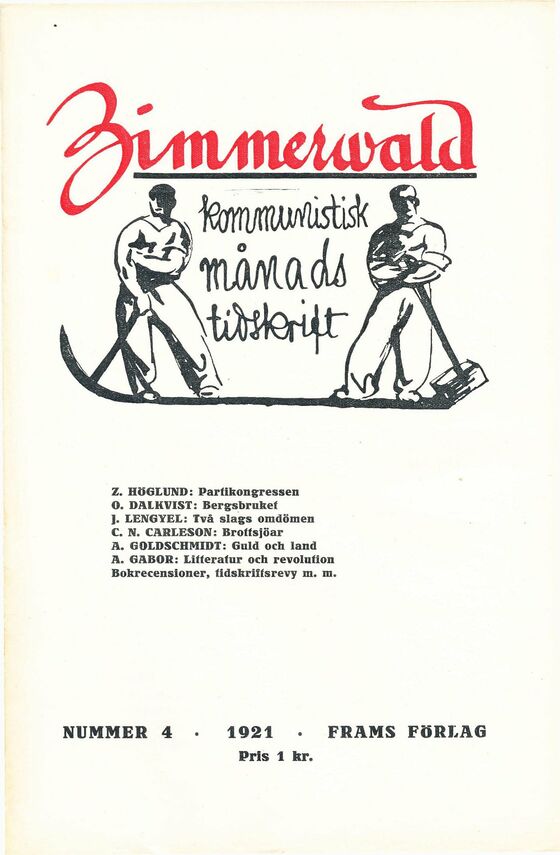 Zimmerwald
kommunistisk
månads
tidskrift
Z. HÖGLUND: Partikongressen
O. DALKVIST: Bergsbruket
J. LENGYEL: Två slags omdömen
C. N. CARLESON: Brottsjöar
A. GOLDSCHMIDT: Guld och land
A. GABOR: Litteratur och revolution
Bokrecensioner, tidskriftsrevy m. m.
NUMMER 4 · 1921 · FRAMS FÖRLAG
Pris 1 kr.